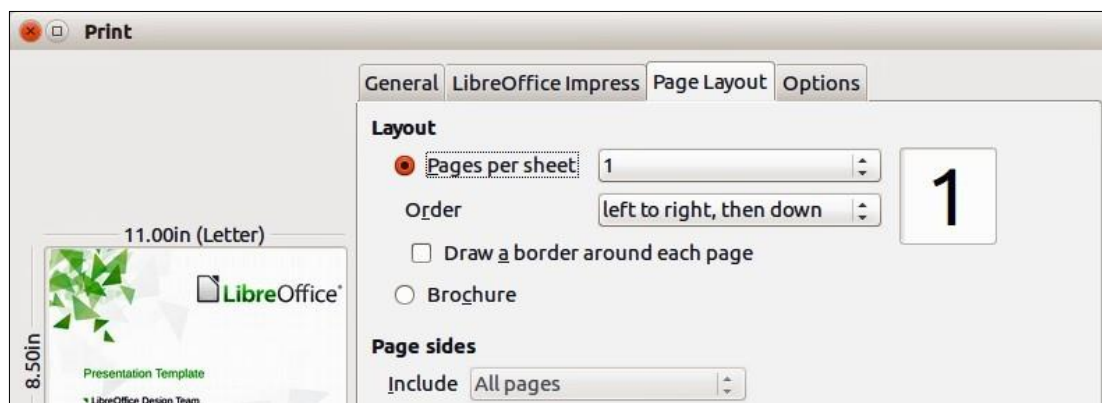 Print
General LibreOffice Impress Page Layout Options
Layout
Pages per sheet 1
1
Order left to right, then down
Draw a border around each page
Brochure
Page sides
Include All pages
11.00in (Letter)
8.50in
LibreOffice
Presentation Template
LibreOffice Design Team